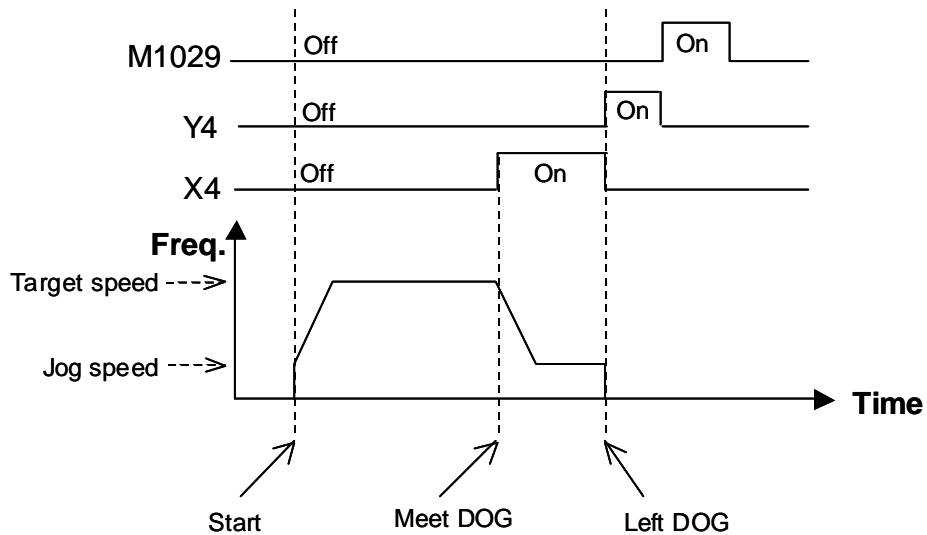 M1029
Off
On
Y4
Off
On
X4
Off
On
Freq.
Target speed
Jog speed
Time
Start
Meet DOG
Left DOG